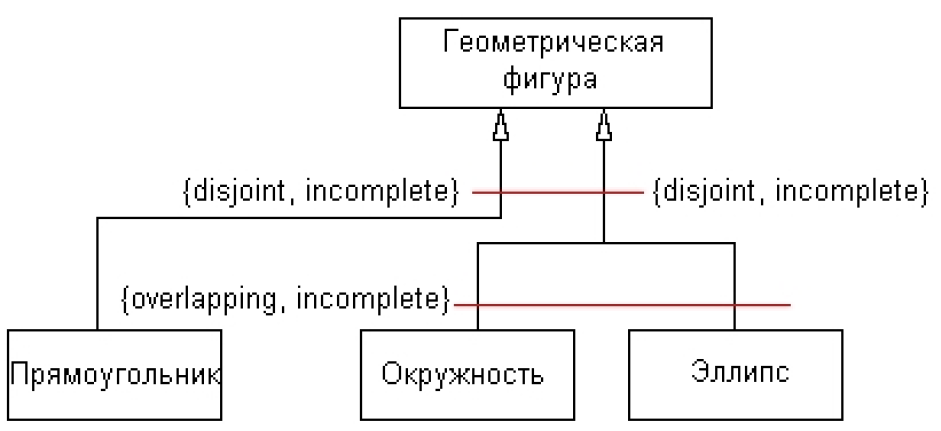 Геометрическая
фигура
{disjoint, incomplete}
{disjoint, incomplete}
{overlapping, incomplete}
Прямоугольник
Окружность
Эллипс